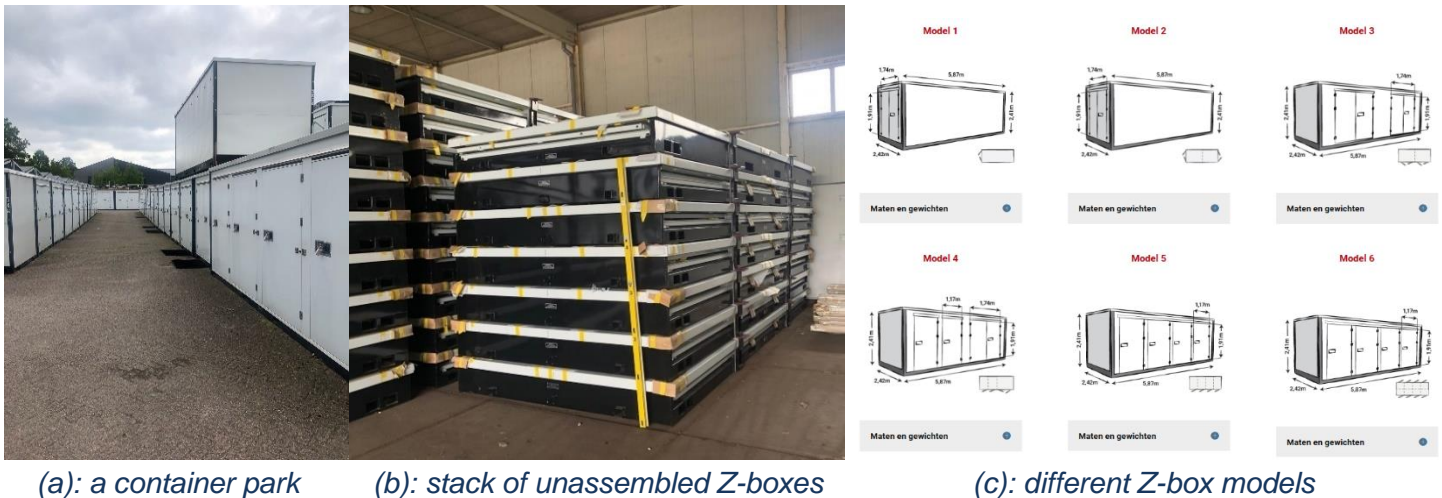 Model 1
Model 2
Model 3
1,74m
5,87m
1,91m
2,41m
2,42m
1,74m
5,87m
1,91m
2,41m
2,42m
1,74m
2,41m
1,91m
2,42m
5,87m
Maten en gewichten
Maten en gewichten
Maten en gewichten
Model 4
Model 5
Model 6
1,17m
1,74m
2,41m
1,91m
2,42m
5,87m
1,17m
2,41m
1,91m
2,42m
5,87m
1,17m
2,41m
1,91m
2,42m
5,87m
Maten en gewichten
Maten en gewichten
Maten en gewichten
(a): a container park
(b): stack of unassembled Z-boxes
(c): different Z-box models